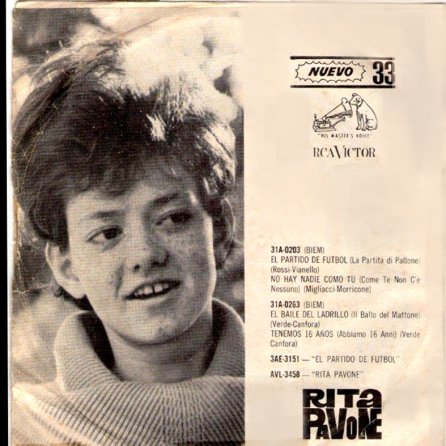 NUEVO 33
"HIS MASTER'S VOICE"
RCA VICTOR
31A-0203 (BIEM)
EL PARTIDO DE FUTBOL (La Partita di Pallone)
(Rossi-Vianello)
NO HAY NADIE COMO TU (Come Te Non C'e
Nessuno) (Migliacci-Morricone)
31A-0263 (BIEM)
EL BAILE DEL LADRILLO (Il Ballo del Mattone)
(Verde-Canfora)
TENEMOS 16 AÑOS (Abbiamo 16 Anni) (Verde
Canfora)
3AE-3151 — "EL PARTIDO DE FUTBOL"
AVL-3458 — "RITA PAVONE"
RITA
PAVONE